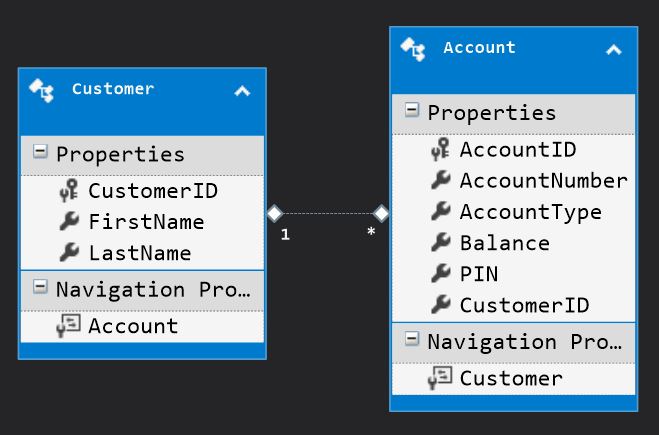 Customer
Properties
CustomerID
FirstName
LastName
Navigation Pro...
Account
1
*
Account
Properties
AccountID
AccountNumber
AccountType
Balance
PIN
CustomerID
Navigation Pro...
Customer